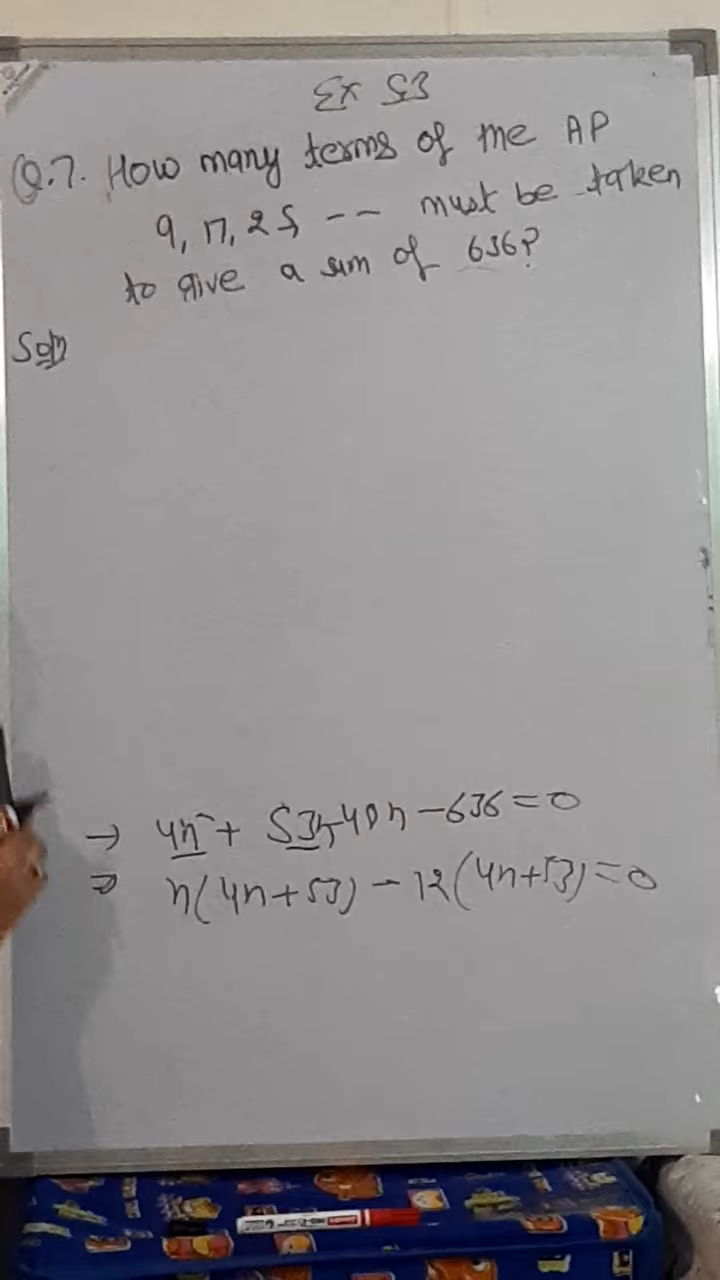 Ex 5.3
Q.7. How many terms of the AP
9, 17, 25 -- must be taken
to give a sum of 636?
Soln
→ 4n² + 53n-48n - 636 = 0
⇒ n(4n+53) - 12(4n+53) = 0